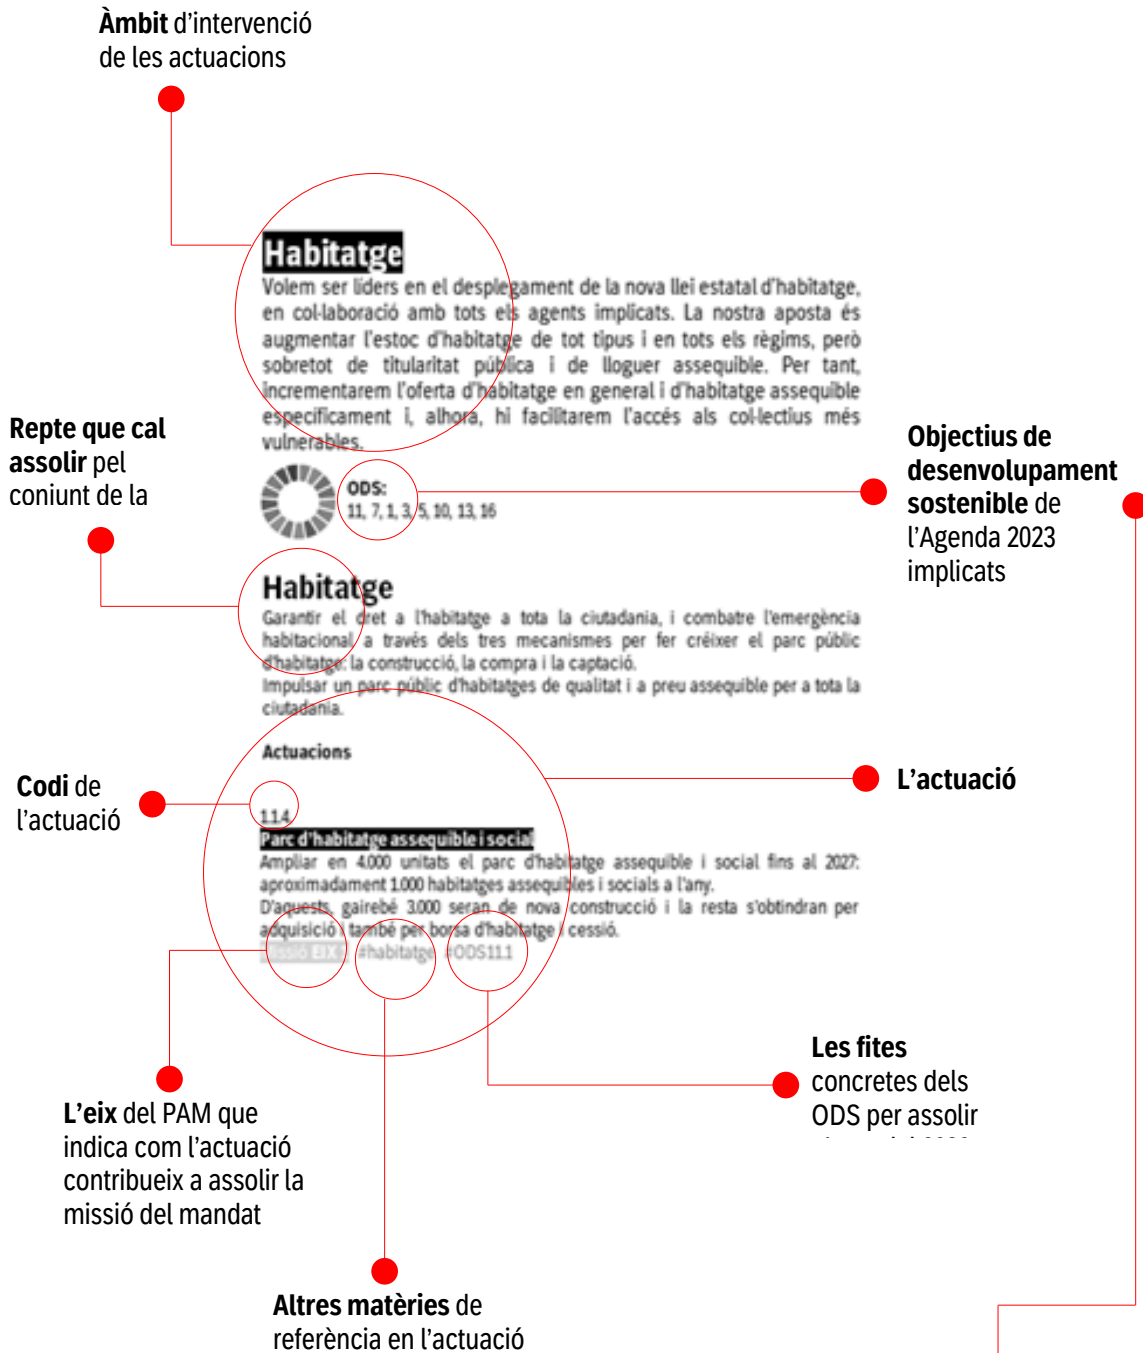 Àmbit d'intervenció
de les actuacions
Habitatge
Volem ser líders en el desplegament de la nova llei estatal d'habitatge,
en col·laboració amb tots els agents implicats. La nostra aposta és
augmentar l'estoc d'habitatge de tot tipus i en tots els règims, però
sobretot de titularitat pública i de lloguer assequible. Per tant,
incrementarem l'oferta d'habitatge en general i d'habitatge assequible
específicament i, alhora, hi facilitarem l'accés als col·lectius més
vulnerables.
Repte que cal
assolir pel
conjunt de la
ODS:
11, 7, 1, 3, 5, 10, 13, 16
Objectius de
desenvolupament
sostenible de
l'Agenda 2023
implicats
Habitatge
Garantir el dret a l'habitatge a tota la ciutadania, i combatre l'emergència
habitacional a través dels tres mecanismes per fer créixer el parc públic
d'habitatge: la construcció, la compra i la captació.
Impulsar un parc públic d'habitatges de qualitat i a preu assequible per a tota la
ciutadania.
Actuacions
L'actuació
Codi de
l'actuació
1.1.4.
Parc d'habitatge assequible i social
Ampliar en 4.000 unitats el parc d'habitatge assequible i social fins al 2027:
aproximadament 1.000 habitatges assequibles i socials a l'any.
D'aquests, gairebé 3.000 seran de nova construcció i la resta s'obtindran per
adquisició i també per borsa d'habitatge i cessió.
Missió EIX #habitatge #ODS11.1
Les fites
concretes dels
ODS per assolir
L'eix del PAM que
indica com l'actuació
contribueix a assolir la
missió del mandat
Altres matèries de
referència en l'actuació